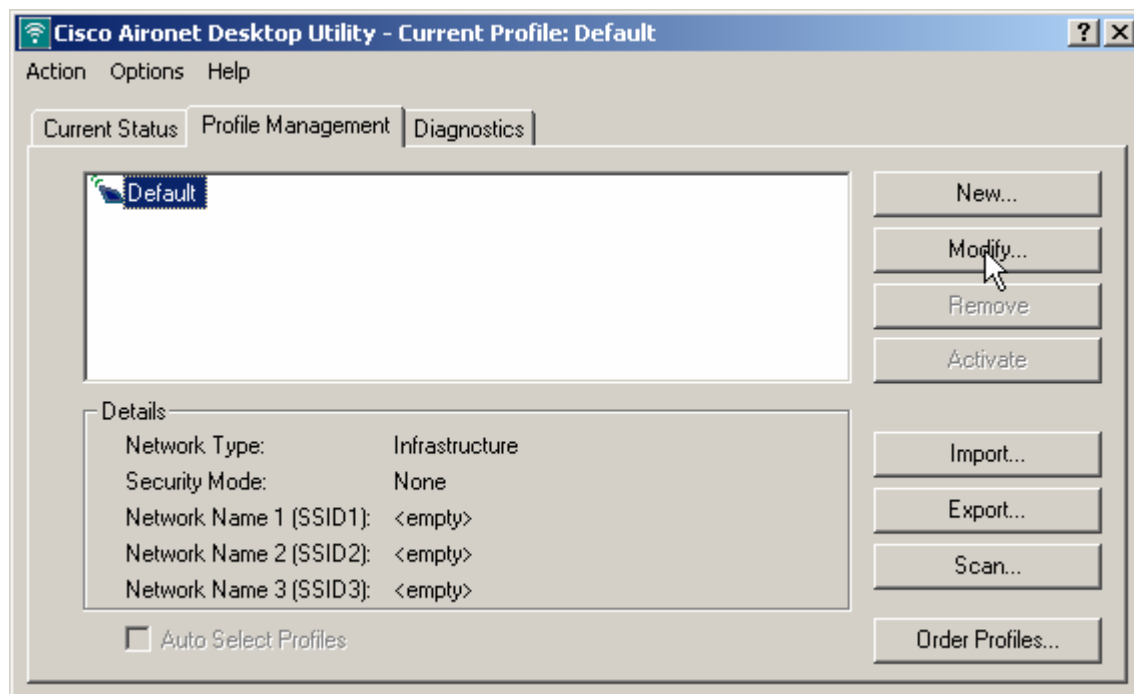 Cisco Aironet Desktop Utility - Current Profile: Default
Action Options Help
Current Status Profile Management Diagnostics
Default
New...
Modify...
Remove
Activate
Details
Network Type: Infrastructure
Security Mode: None
Network Name 1 (SSID1): <empty>
Network Name 2 (SSID2): <empty>
Network Name 3 (SSID3): <empty>
Import...
Export...
Scan...
Auto Select Profiles
Order Profiles...